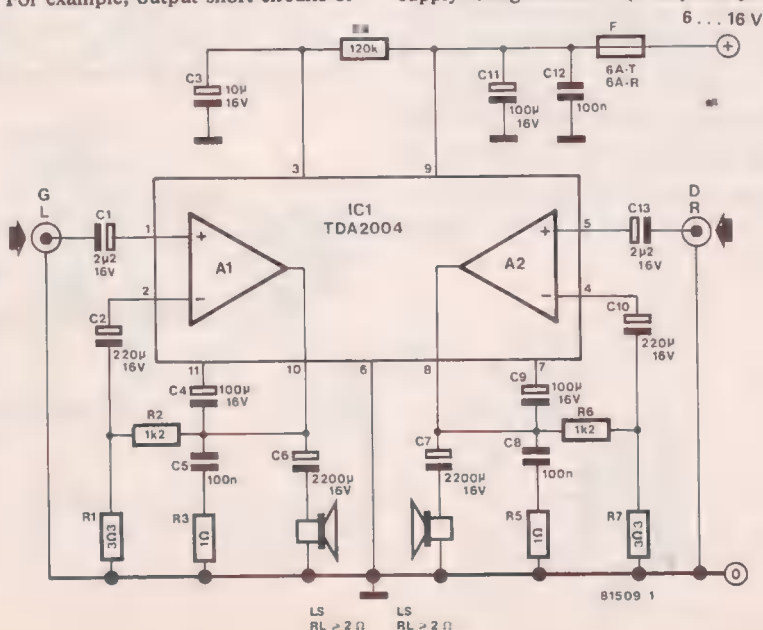 For example, output short circuits or
supply
6 ... 16 V
120k
F
6A-T
6A-R
C3
10µ
16V
C11
100µ
16V
C12
100n
3
9
G
L
D
R
IC1
TDA2004
C1
2µ2
16V
1
+
A1
2
−
5
+
A2
4
−
C13
2µ2
16V
C2
220µ
16V
C10
220µ
16V
11
10
6
8
7
C4
100µ
16V
C9
100µ
16V
R2
1k2
R6
1k2
C5
100n
C6
2200µ
16V
C7
2200µ
16V
C8
100n
R1
3Ω3
R3
1Ω
R5
1Ω
R7
3Ω3
0
81509 1
LS
RL ≥ 2 Ω
LS
RL ≥ 2 Ω